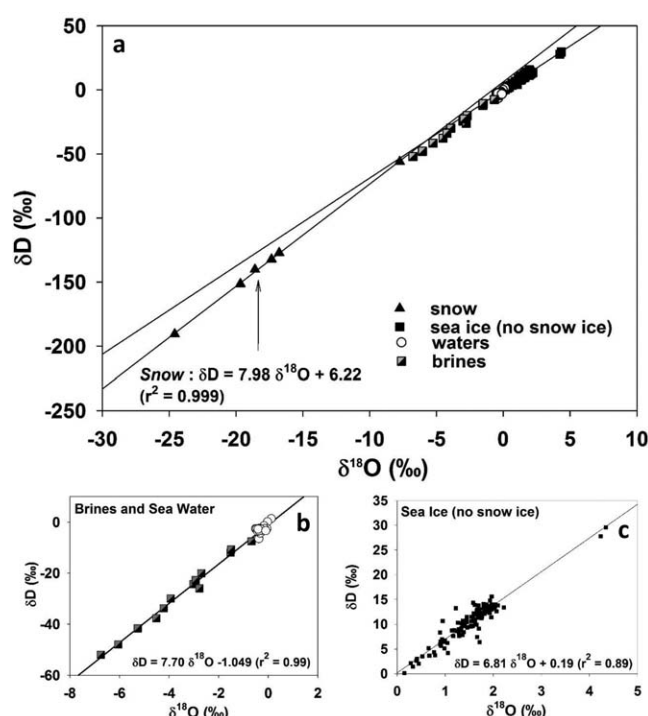 a
50
0
-50
-100
-150
-200
-250
δD (‰)
snow
sea ice (no snow ice)
waters
brines
Snow : δD = 7.98 δ¹⁸O + 6.22
(r² = 0.999)
-30 -25 -20 -15 -10 -5 0 5 10
δ¹⁸O (‰)
Brines and Sea Water
b
0
-20
-40
-60
δD (‰)
δD = 7.70 δ¹⁸O -1.049 (r² = 0.99)
-8 -6 -4 -2 0 2
δ¹⁸O (‰)
Sea Ice (no snow ice)
c
35
30
25
20
15
10
5
0
δD (‰)
δD = 6.81 δ¹⁸O + 0.19 (r² = 0.89)
0 1 2 3 4 5
δ¹⁸O (‰)